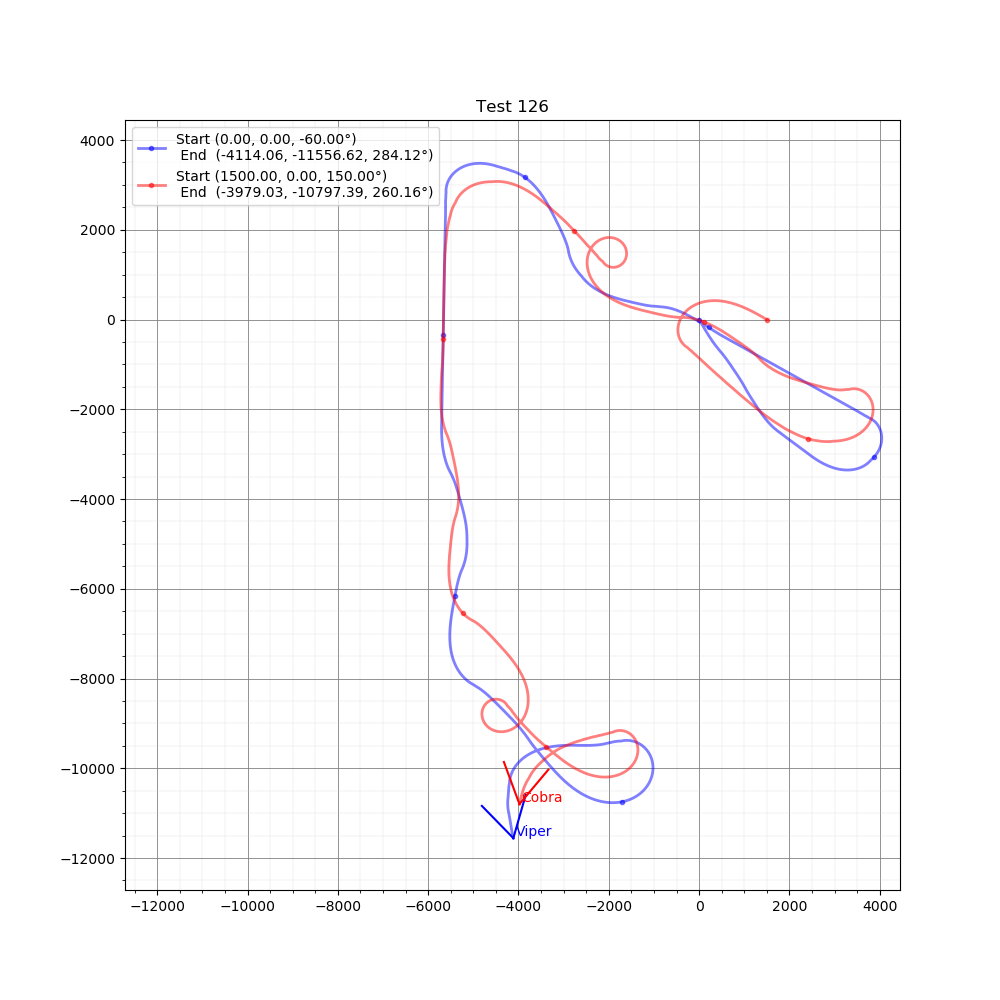 Test 126
Start (0.00, 0.00, -60.00°)
End (-4114.06, -11556.62, 284.12°)
Start (1500.00, 0.00, 150.00°)
End (-3979.03, -10797.39, 260.16°)
4000
2000
0
−2000
−4000
−6000
−8000
−10000
−12000
Cobra
Viper
−12000 −10000 −8000 −6000 −4000 −2000 0 2000 4000